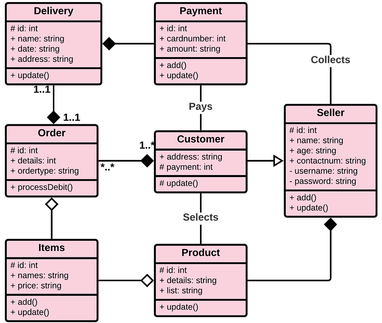 Delivery
# id: int
+ name: string
+ date: string
+ address: string
+ update()
Payment
+ id: int
+ cardnumber: int
+ amount: string
+ add()
+ update()
Collects
1..1
1..1
Pays
Order
# id: int
+ details: int
+ ordertype: string
+ processDebit()
1..*
*..*
Customer
+ address: string
# payment: int
# update()
Seller
# id: int
+ name: string
+ age: string
+ contactnum: string
- username: string
- password: string
+ add()
+ update()
Selects
Items
# id: int
+ names: string
+ price: string
+ add()
+ update()
Product
# id: int
+ details: string
+ list: string
+ update()